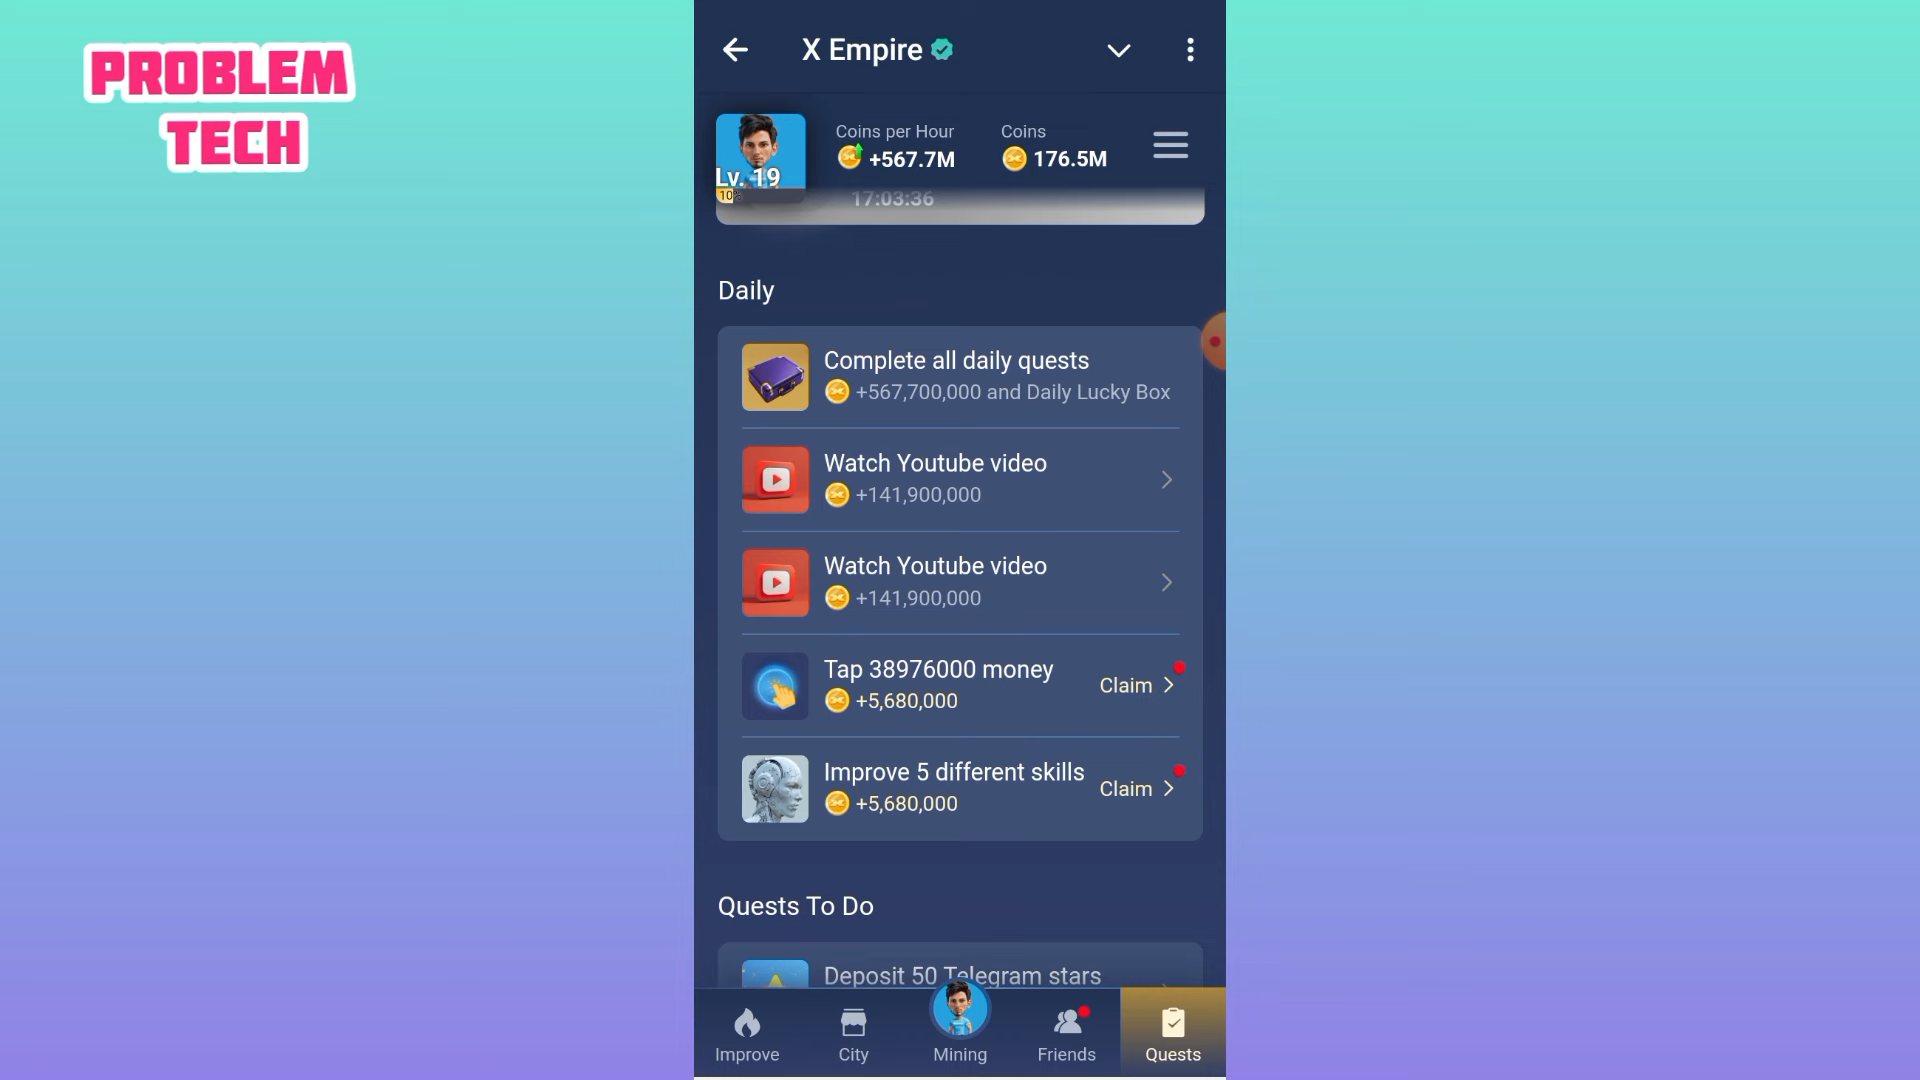 PROBLEM
TECH
X Empire
Coins per Hour
+567.7M
Coins
176.5M
Lv. 19
10%
17:03:36
Daily
Complete all daily quests
+567,700,000 and Daily Lucky Box
Watch Youtube video
+141,900,000
Watch Youtube video
+141,900,000
Tap 38976000 money
+5,680,000
Claim
Improve 5 different skills
+5,680,000
Claim
Quests To Do
Deposit 50 Telegram stars
Improve
City
Mining
Friends
Quests